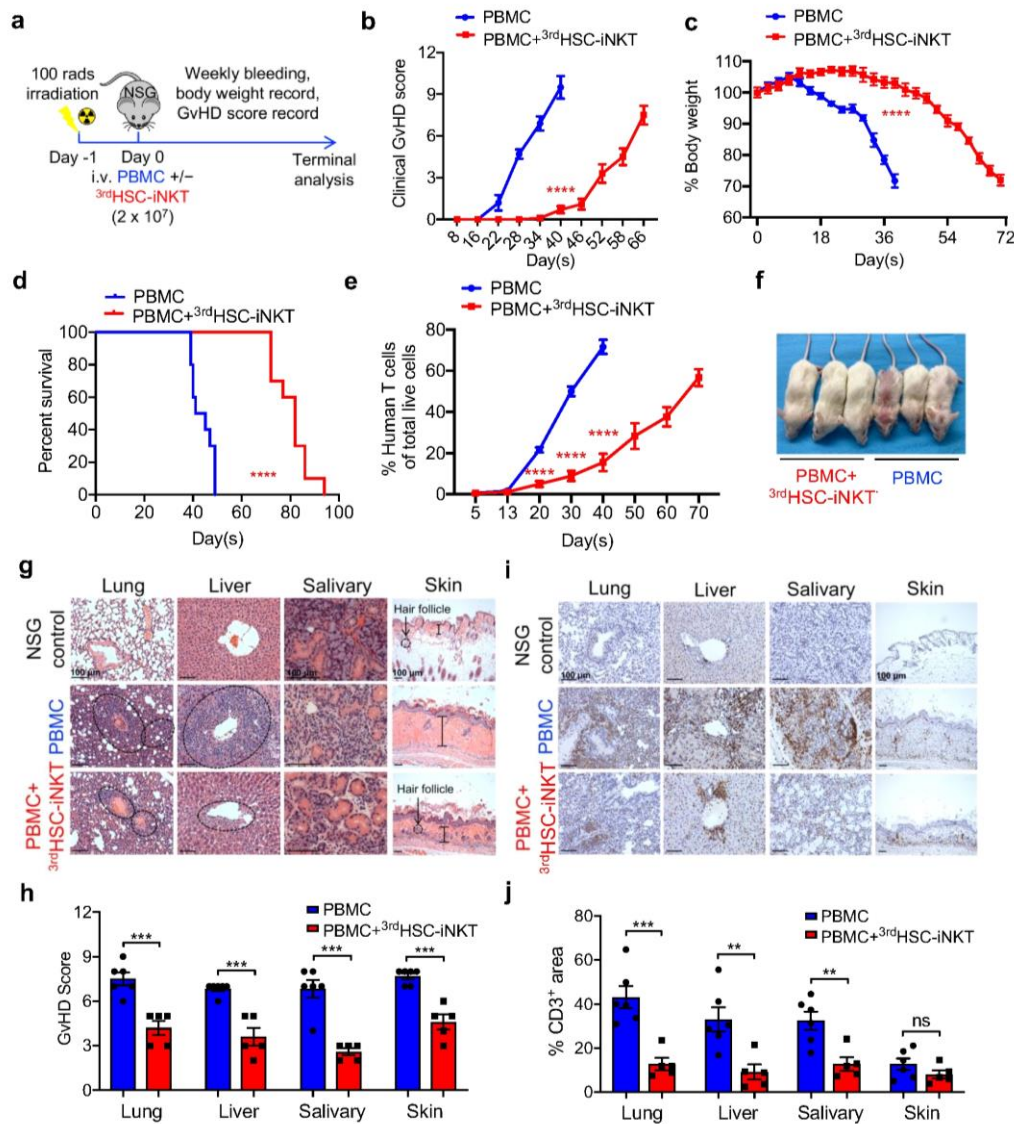 a
100 rads
irradiation
NSG
Weekly bleeding,
body weight record,
GvHD score record
Day -1
Day 0
Terminal
analysis
i.v. PBMC +/−
3rdHSC-iNKT
(2 x 10⁷)
b
PBMC
PBMC+3rdHSC-iNKT
Clinical GvHD score
12
9
6
3
0
****
8 16 22 28 34 40 46 52 58 66
Day(s)
c
PBMC
PBMC+3rdHSC-iNKT
% Body weight
110
100
90
80
70
60
****
0 18 36 54 72
Day(s)
d
PBMC
PBMC+3rdHSC-iNKT
Percent survival
100
80
60
40
20
0
****
0 20 40 60 80 100
Day(s)
e
PBMC
PBMC+3rdHSC-iNKT
% Human T cells
of total live cells
80
60
40
20
0
**** **** ****
5 13 20 30 40 50 60 70
Day(s)
f
PBMC+
3rdHSC-iNKT
PBMC
g
Lung Liver Salivary Skin
NSG
control
PBMC
PBMC+
3rdHSC-iNKT
Hair follicle
100 μm 100 μm 100 μm 100 μm
Hair follicle
i
Lung Liver Salivary Skin
NSG
control
PBMC
PBMC+
3rdHSC-iNKT
100 μm
h
PBMC
PBMC+3rdHSC-iNKT
GvHD Score
12
9
6
3
0
*** *** *** ***
Lung Liver Salivary Skin
j
PBMC
PBMC+3rdHSC-iNKT
% CD3⁺ area
80
60
40
20
0
*** ** ** ns
Lung Liver Salivary Skin